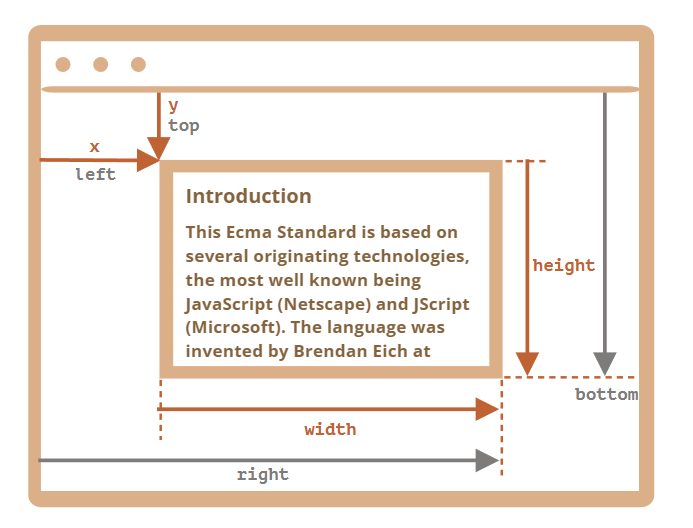 y
top
x
left
Introduction
This Ecma Standard is based on
several originating technologies,
the most well known being
JavaScript (Netscape) and JScript
(Microsoft). The language was
invented by Brendan Eich at
height
bottom
width
right